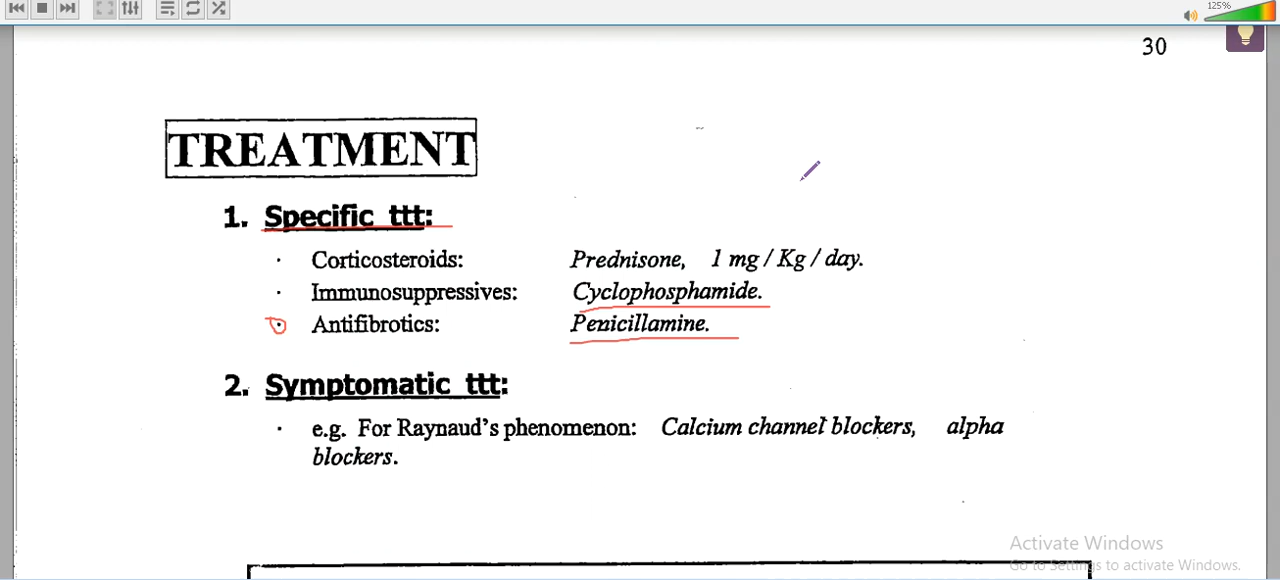 125%
30
TREATMENT
1. Specific ttt:
· Corticosteroids: Prednisone, 1 mg / Kg / day.
· Immunosuppressives: Cyclophosphamide.
· Antifibrotics: Penicillamine.
2. Symptomatic ttt:
· e.g. For Raynaud's phenomenon: Calcium channel blockers, alpha
blockers.
Activate Windows
Go to Settings to activate Windows.